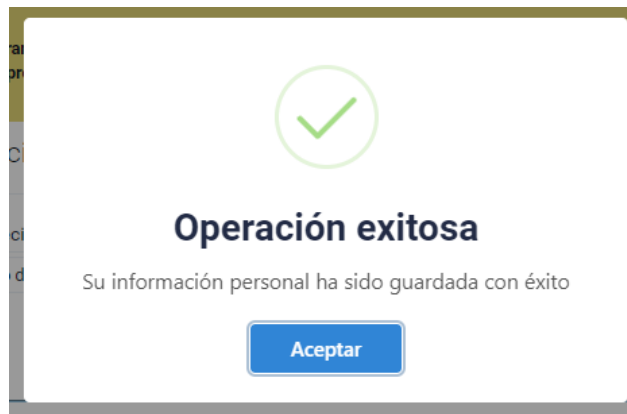 Operación exitosa
Su información personal ha sido guardada con éxito
Aceptar